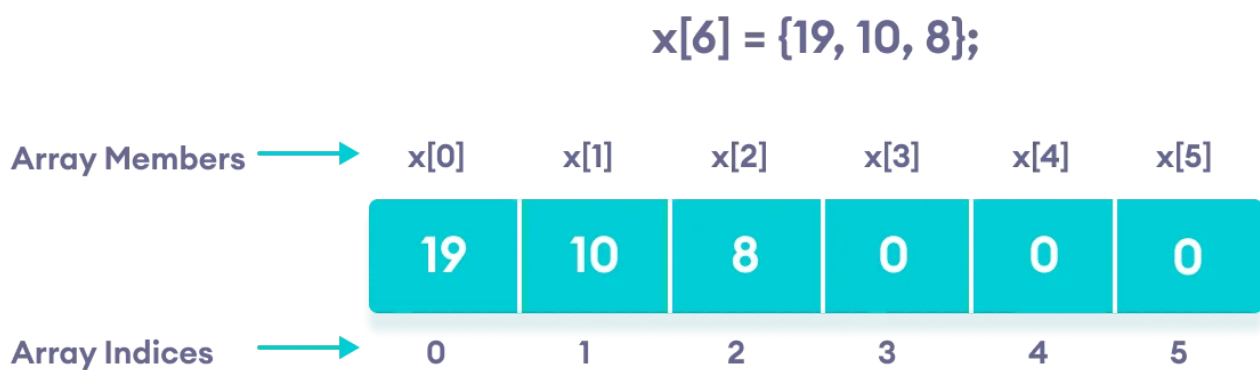 x[6] = {19, 10, 8};
Array Members x[0] x[1] x[2] x[3] x[4] x[5]
19 10 8 0 0 0
Array Indices 0 1 2 3 4 5